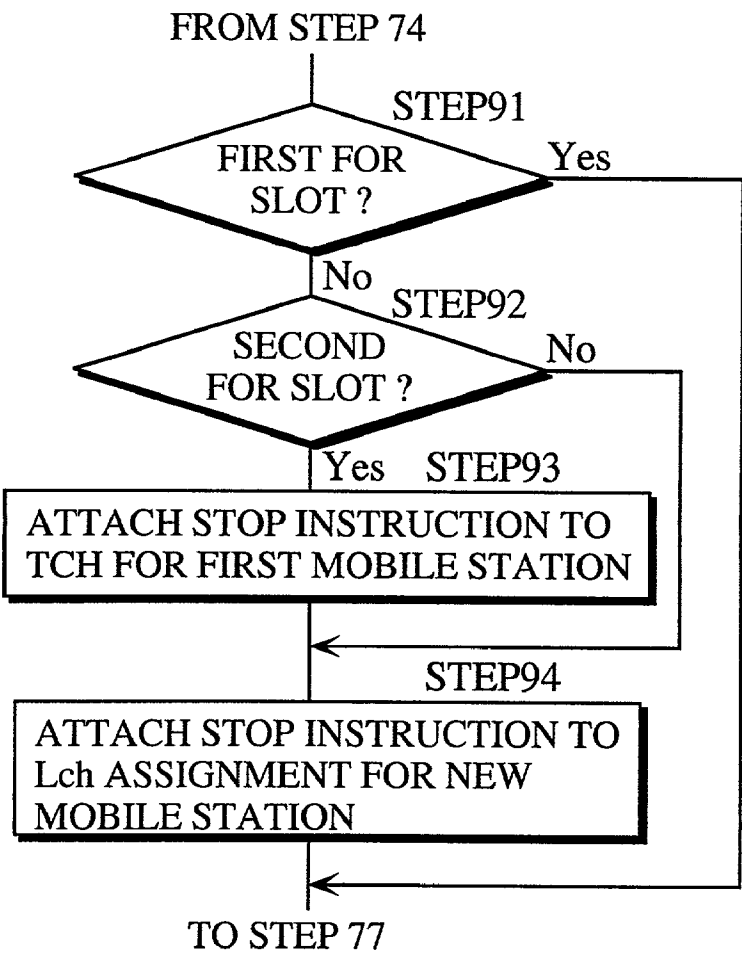 FROM STEP 74
STEP91
FIRST FOR
SLOT ?
Yes
No
STEP92
SECOND
FOR SLOT ?
No
Yes
STEP93
ATTACH STOP INSTRUCTION TO
TCH FOR FIRST MOBILE STATION
STEP94
ATTACH STOP INSTRUCTION TO
Lch ASSIGNMENT FOR NEW
MOBILE STATION
TO STEP 77